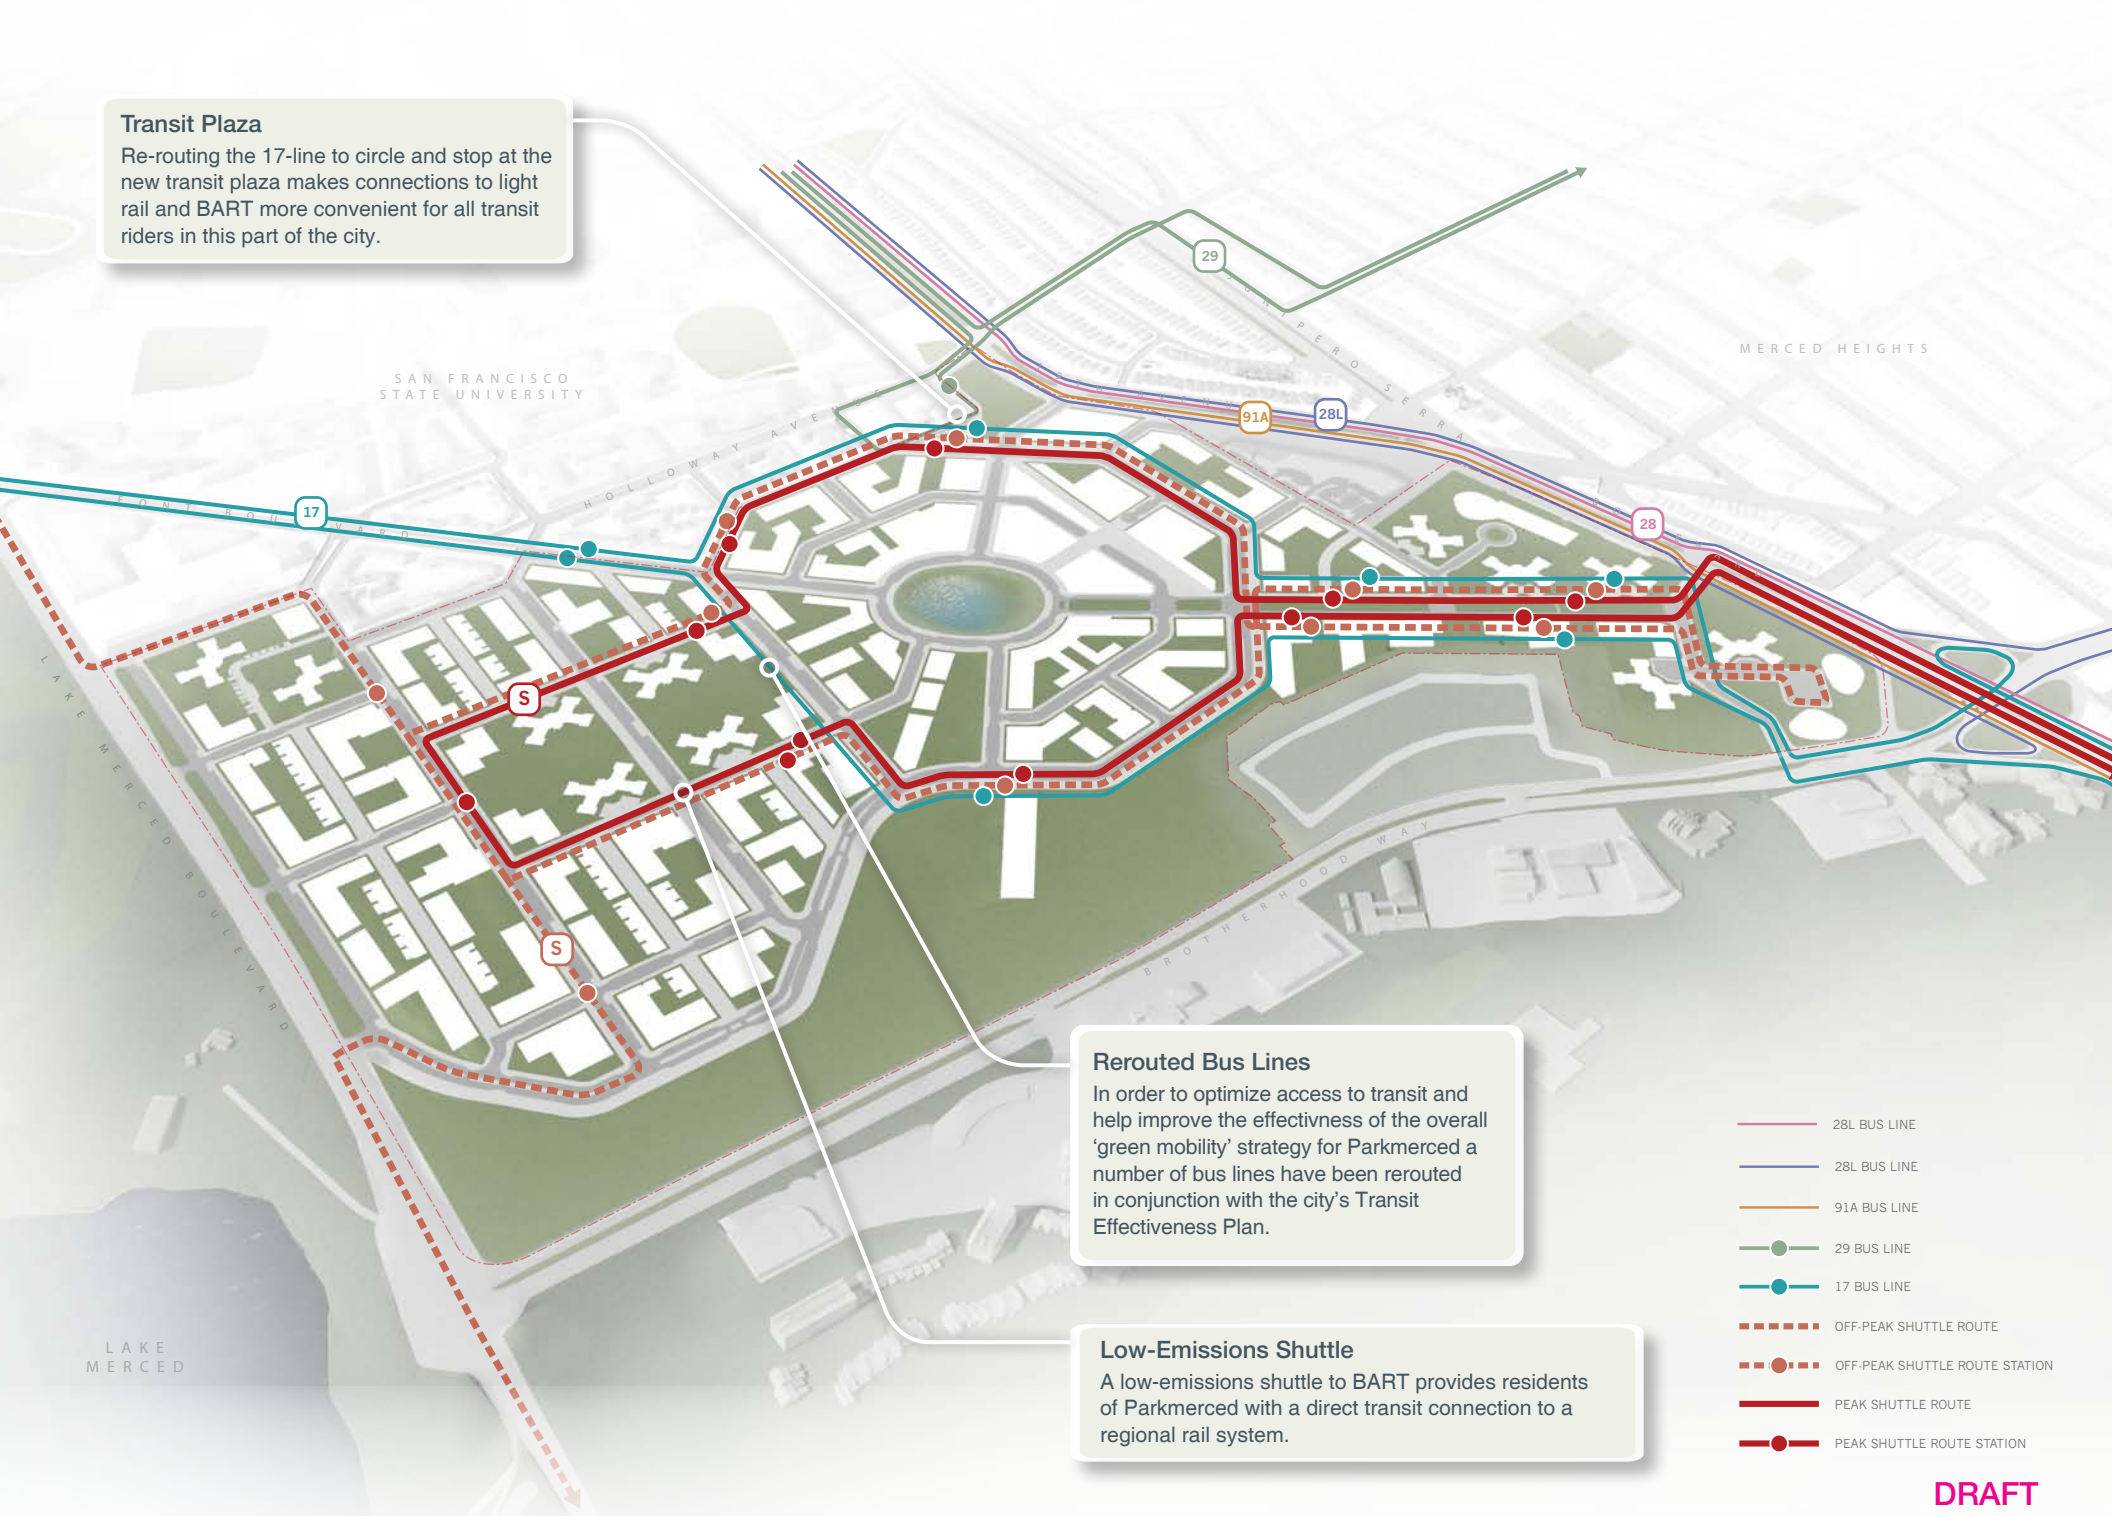 Transit Plaza
Re-routing the 17-line to circle and stop at the
new transit plaza makes connections to light
rail and BART more convenient for all transit
riders in this part of the city.
29
JUNIPERO SERRA
MERCED HEIGHTS
SAN FRANCISCO
STATE UNIVERSITY
HOLLOWAY AVENUE
91A
28L
28
17
FONT BOULEVARD
S
LAKE MERCED BOULEVARD
S
BROTHERHOOD WAY
Rerouted Bus Lines
In order to optimize access to transit and
help improve the effectivness of the overall
‘green mobility’ strategy for Parkmerced a
number of bus lines have been rerouted
in conjunction with the city’s Transit
Effectiveness Plan.
LAKE
MERCED
Low-Emissions Shuttle
A low-emissions shuttle to BART provides residents
of Parkmerced with a direct transit connection to a
regional rail system.
28L BUS LINE
28L BUS LINE
91A BUS LINE
29 BUS LINE
17 BUS LINE
OFF-PEAK SHUTTLE ROUTE
OFF-PEAK SHUTTLE ROUTE STATION
PEAK SHUTTLE ROUTE
PEAK SHUTTLE ROUTE STATION
DRAFT